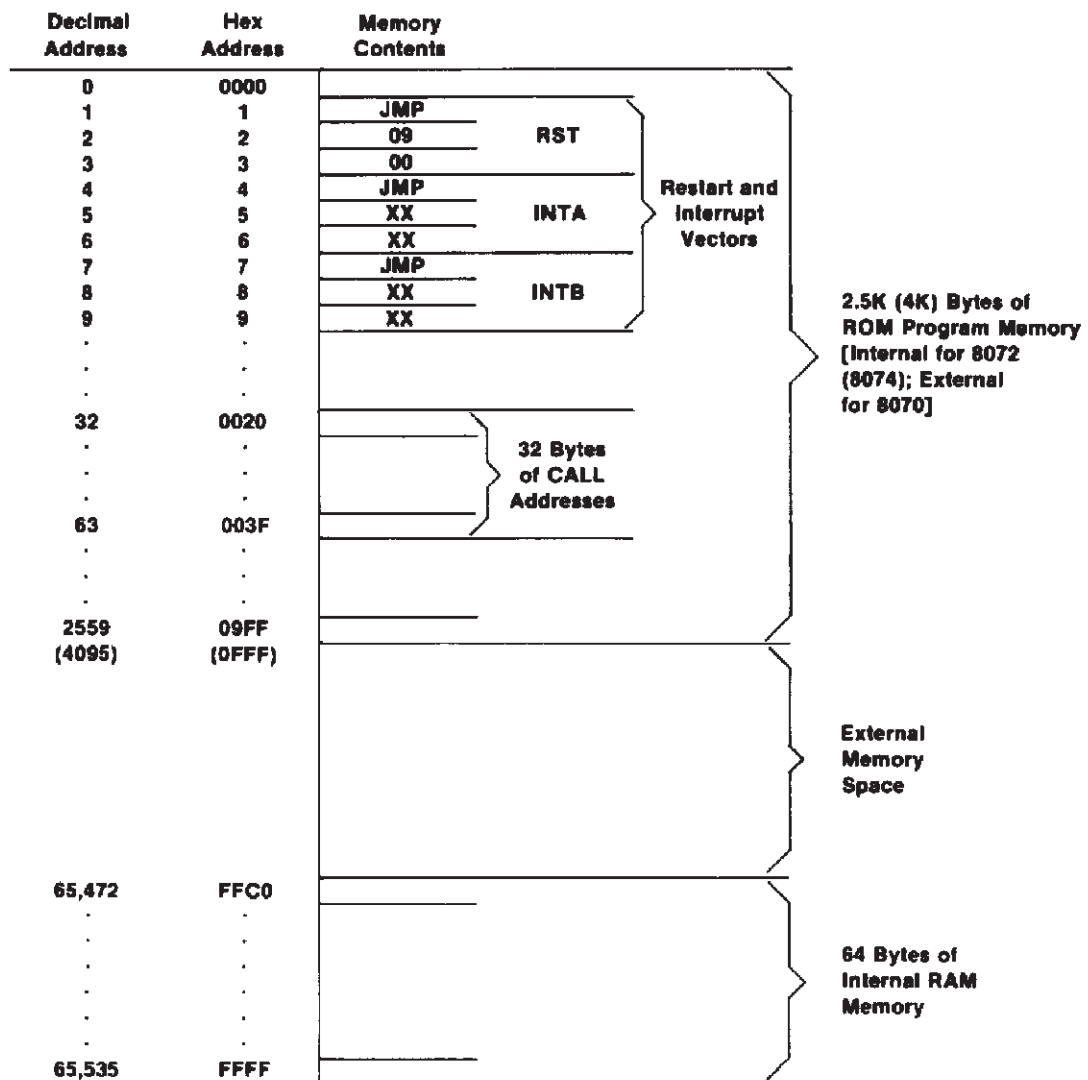 Decimal Address Hex Address Memory Contents
0 0000
1 1 JMP
2 2 09 RST
3 3 00
4 4 JMP Restart and
5 5 XX INTA Interrupt
6 6 XX Vectors
7 7 JMP
8 8 XX INTB
9 9 XX
2.5K (4K) Bytes of
ROM Program Memory
[Internal for 8072
(8074); External
for 8070]
32 0020
32 Bytes
of CALL
Addresses
63 003F
2559 09FF
(4095) (0FFF)
External
Memory
Space
65,472 FFC0
64 Bytes of
Internal RAM
Memory
65,535 FFFF